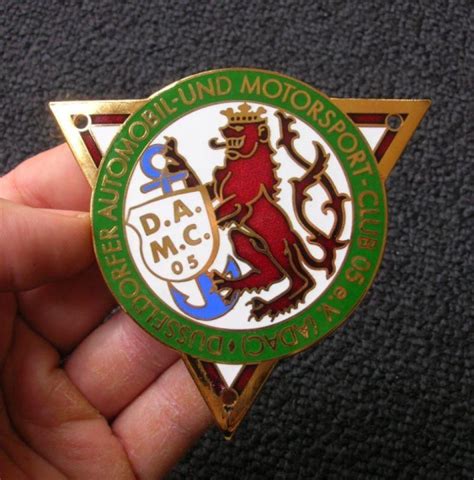 DÜSSELDORFER AUTOMOBIL-UND MOTORSPORT-CLUB 05 e.V. (ADAC)
D.A.
M.C.
05